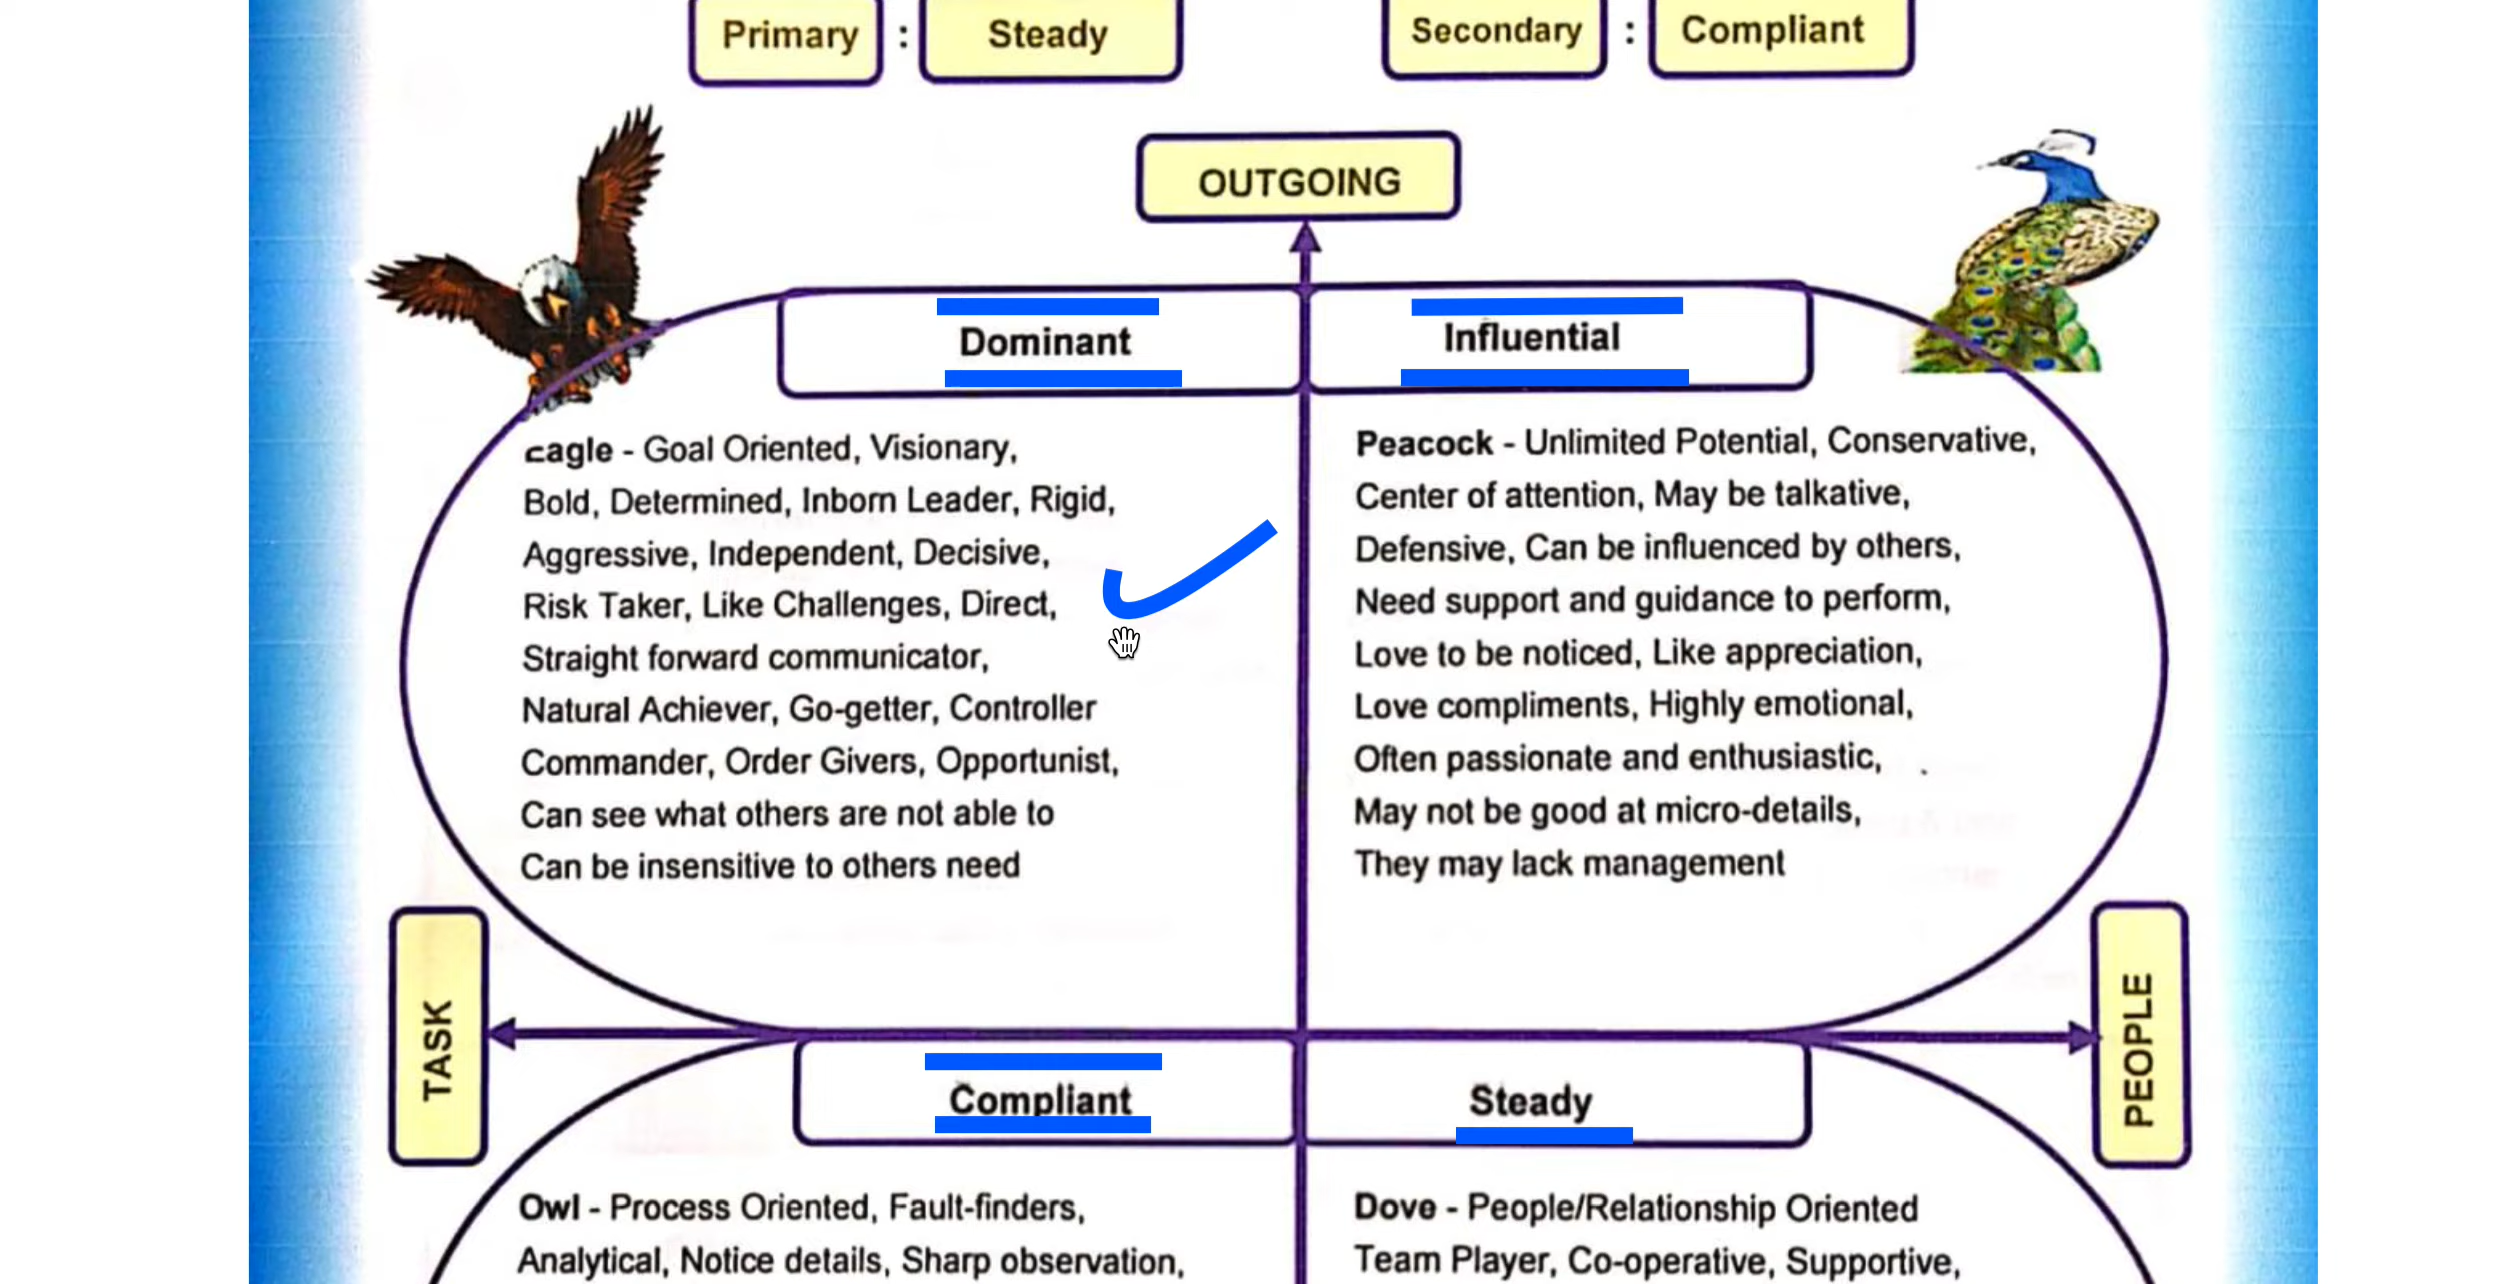 Primary : Steady
Secondary : Compliant
OUTGOING
Dominant
Influential
Eagle - Goal Oriented, Visionary,
Bold, Determined, Inborn Leader, Rigid,
Aggressive, Independent, Decisive,
Risk Taker, Like Challenges, Direct,
Straight forward communicator,
Natural Achiever, Go-getter, Controller
Commander, Order Givers, Opportunist,
Can see what others are not able to
Can be insensitive to others need
Peacock - Unlimited Potential, Conservative,
Center of attention, May be talkative,
Defensive, Can be influenced by others,
Need support and guidance to perform,
Love to be noticed, Like appreciation,
Love compliments, Highly emotional,
Often passionate and enthusiastic,
May not be good at micro-details,
They may lack management
TASK
PEOPLE
Compliant
Steady
Owl - Process Oriented, Fault-finders,
Analytical, Notice details, Sharp observation,
Dove - People/Relationship Oriented
Team Player, Co-operative, Supportive,